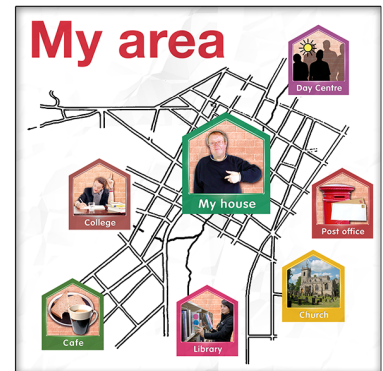 My area
Day Centre
My house
College
Post office
Church
Cafe
Library